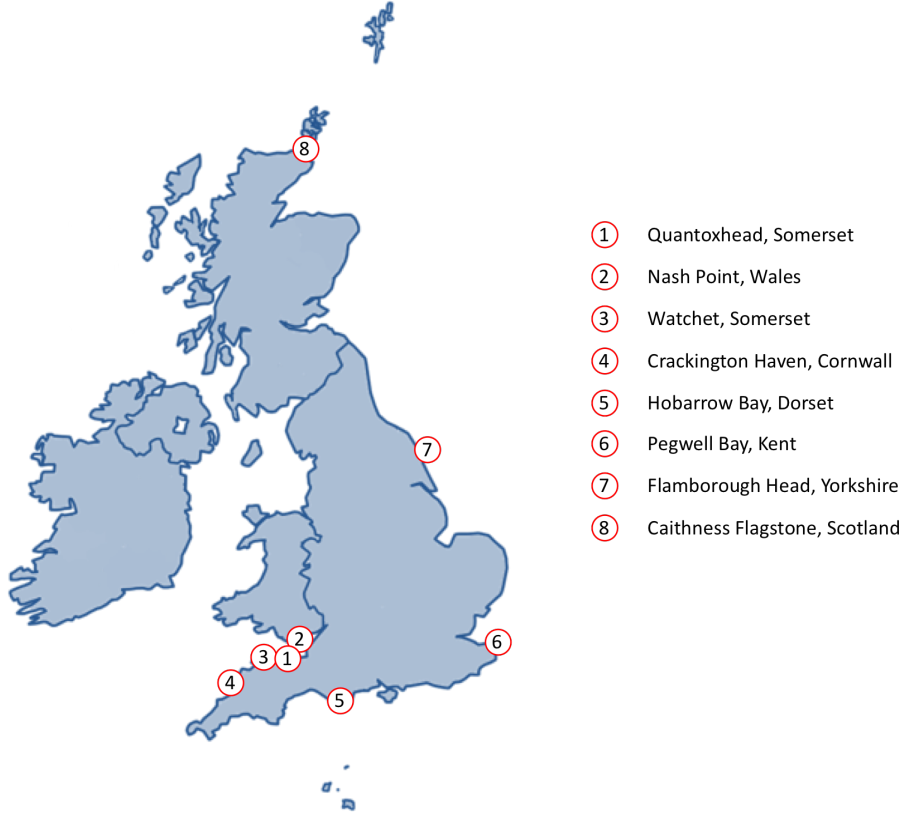 8
7
2
3
1
6
4
5
1 Quantoxhead, Somerset
2 Nash Point, Wales
3 Watchet, Somerset
4 Crackington Haven, Cornwall
5 Hobarrow Bay, Dorset
6 Pegwell Bay, Kent
7 Flamborough Head, Yorkshire
8 Caithness Flagstone, Scotland